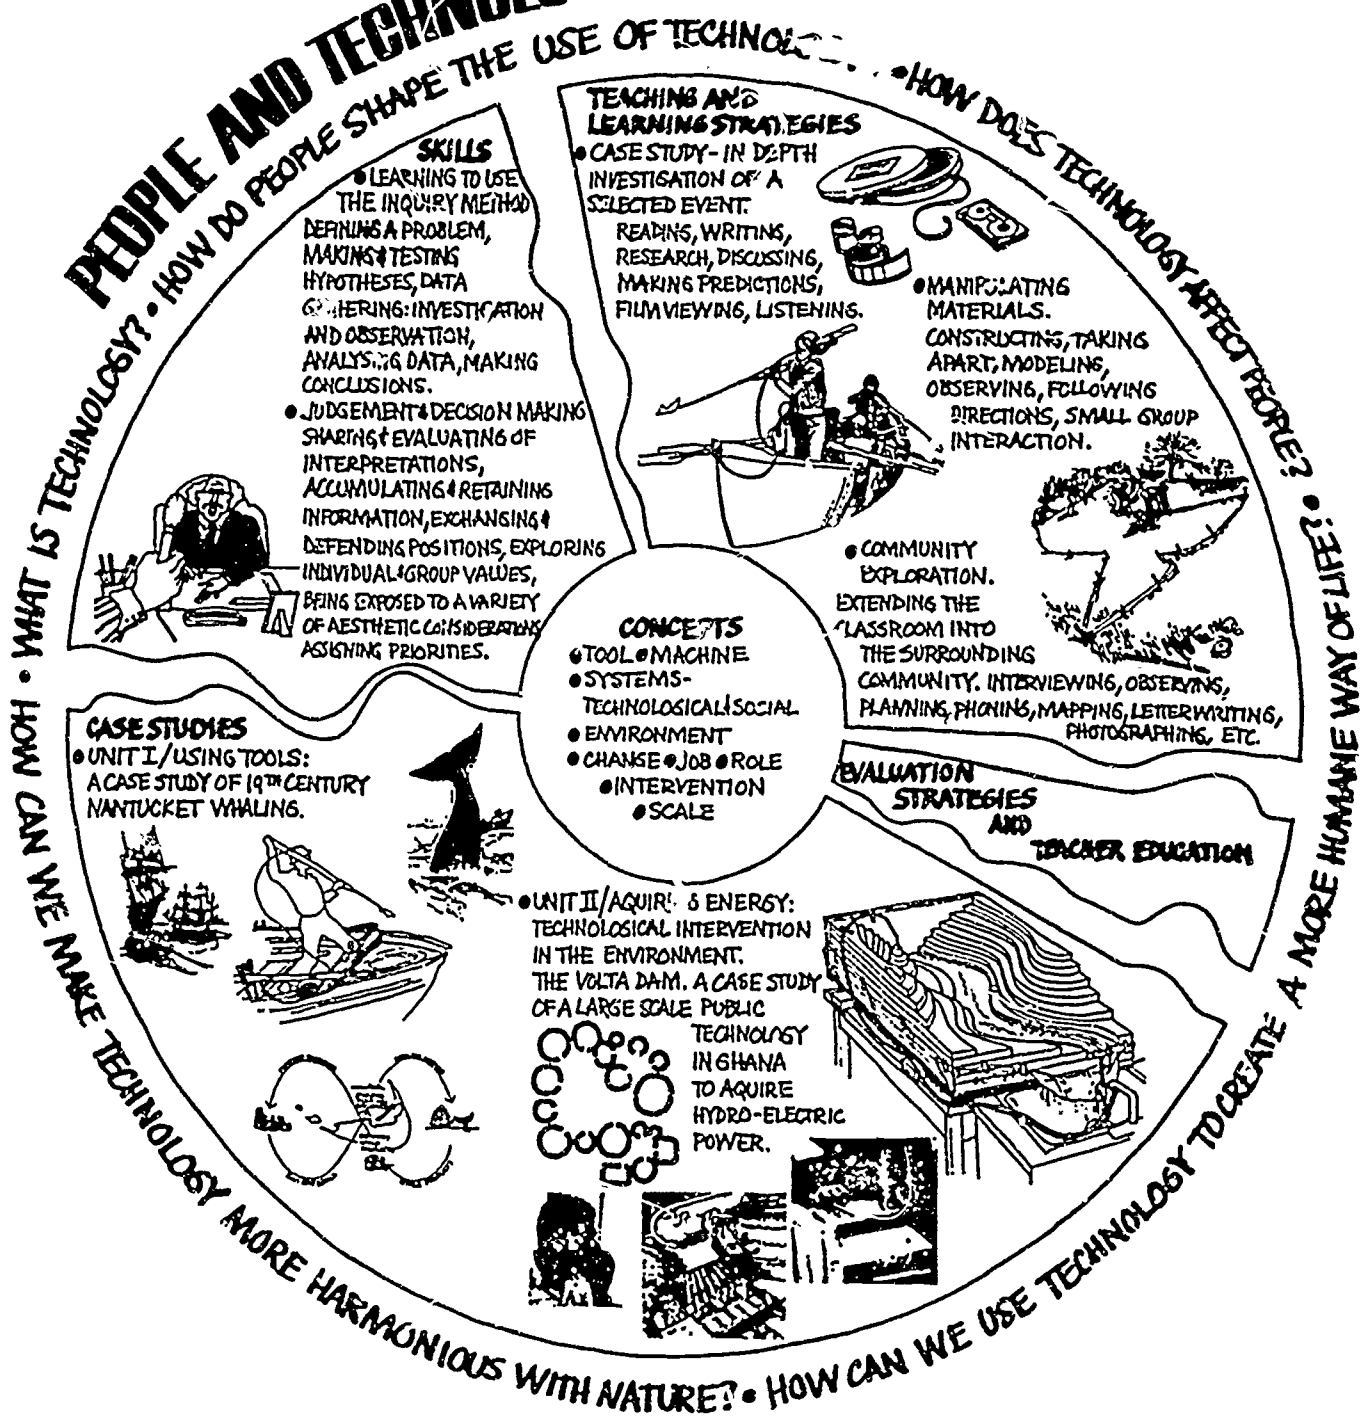 PEOPLE AND
• WHAT IS TECHNOLOGY? • HOW DO PEOPLE SHAPE THE USE OF
• HOW DOES TECHNOLOGY AFFECT PEOPLE?
• HOW CAN WE MAKE TECHNOLOGY MORE HARMONIOUS WITH NATURE?
• HOW CAN WE USE TECHNOLOGY TO CREATE A MORE HUMANE WAY OF LIFE?
SKILLS
• LEARNING TO USE
THE INQUIRY METHOD
DEFINING A PROBLEM,
MAKING & TESTING
HYPOTHESES, DATA
GATHERING: INVESTIGATION
AND OBSERVATION,
ANALYSING DATA, MAKING
CONCLUSIONS.
• JUDGEMENT & DECISION MAKING
SHARING & EVALUATING OF
INTERPRETATIONS,
ACCUMULATING & RETAINING
INFORMATION, EXCHANGING &
DEFENDING POSITIONS, EXPLORING
INDIVIDUAL & GROUP VALUES,
BEING EXPOSED TO A VARIETY
OF AESTHETIC CONSIDERATIONS
ASSIGNING PRIORITIES.
TEACHING AND
LEARNING STRATEGIES
• CASE STUDY - IN DEPTH
INVESTIGATION OF A
SELECTED EVENT.
READING, WRITING,
RESEARCH, DISCUSSING,
MAKING PREDICTIONS,
FILM VIEWING, LISTENING.
• MANIPULATING
MATERIALS.
CONSTRUCTING, TAKING
APART, MODELING,
OBSERVING, FOLLOWING
DIRECTIONS, SMALL GROUP
INTERACTION.
• COMMUNITY
EXPLORATION.
EXTENDING THE
CLASSROOM INTO
THE SURROUNDING
COMMUNITY. INTERVIEWING, OBSERVING,
PLANNING, PHONING, MAPPING, LETTER WRITING,
PHOTOGRAPHING, ETC.
CONCEPTS
• TOOL • MACHINE
• SYSTEMS-
TECHNOLOGICAL & SOCIAL
• ENVIRONMENT
• CHANGE • JOB • ROLE
• INTERVENTION
• SCALE
EVALUATION
STRATEGIES
AND
TEACHER EDUCATION
CASE STUDIES
• UNIT I / USING TOOLS:
A CASE STUDY OF 19TH CENTURY
NANTUCKET WHALING.
• UNIT II / AQUIRING ENERGY:
TECHNOLOGICAL INTERVENTION
IN THE ENVIRONMENT.
THE VOLTA DAM. A CASE STUDY
OF A LARGE SCALE PUBLIC
TECHNOLOGY
IN GHANA
TO AQUIRE
HYDRO-ELECTRIC
POWER.